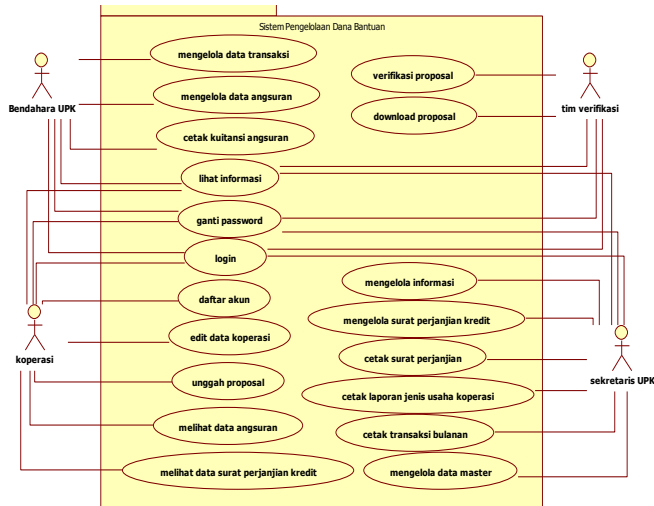 Sistem Pengelolaan Dana Bantuan
mengelola data transaksi
verifikasi proposal
Bendahara UPK
mengelola data angsuran
tim verifikasi
download proposal
cetak kuitansi angsuran
lihat informasi
ganti password
login
mengelola informasi
daftar akun
mengelola surat perjanjian kredit
edit data koperasi
koperasi
cetak surat perjanjian
sekretaris UPK
unggah proposal
cetak laporan jenis usaha koperasi
melihat data angsuran
cetak transaksi bulanan
melihat data surat perjanjian kredit
mengelola data master